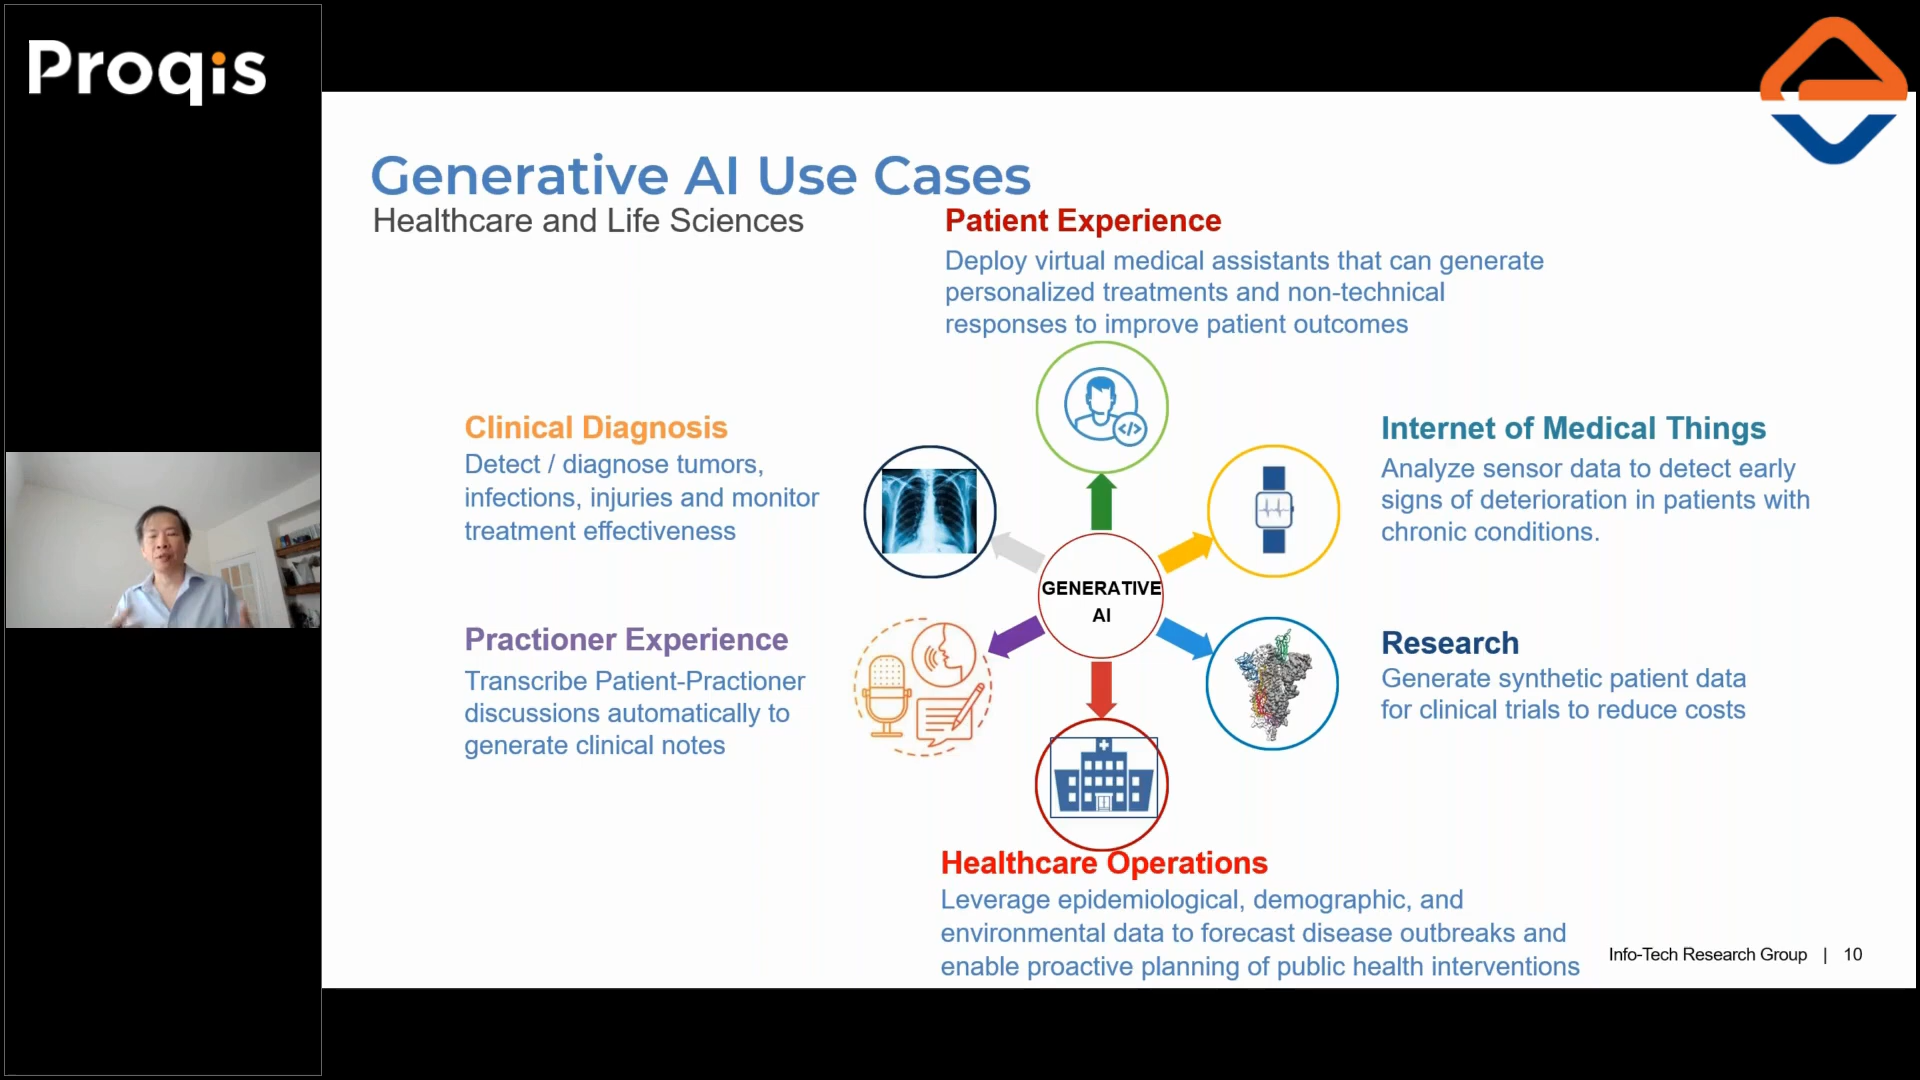 Proqis
Generative AI Use Cases
Healthcare and Life Sciences
Patient Experience
Deploy virtual medical assistants that can generate
personalized treatments and non-technical
responses to improve patient outcomes
Clinical Diagnosis
Detect / diagnose tumors,
infections, injuries and monitor
treatment effectiveness
Internet of Medical Things
Analyze sensor data to detect early
signs of deterioration in patients with
chronic conditions.
GENERATIVE
AI
Practioner Experience
Transcribe Patient-Practioner
discussions automatically to
generate clinical notes
Research
Generate synthetic patient data
for clinical trials to reduce costs
Healthcare Operations
Leverage epidemiological, demographic, and
environmental data to forecast disease outbreaks and
enable proactive planning of public health interventions
Info-Tech Research Group | 10